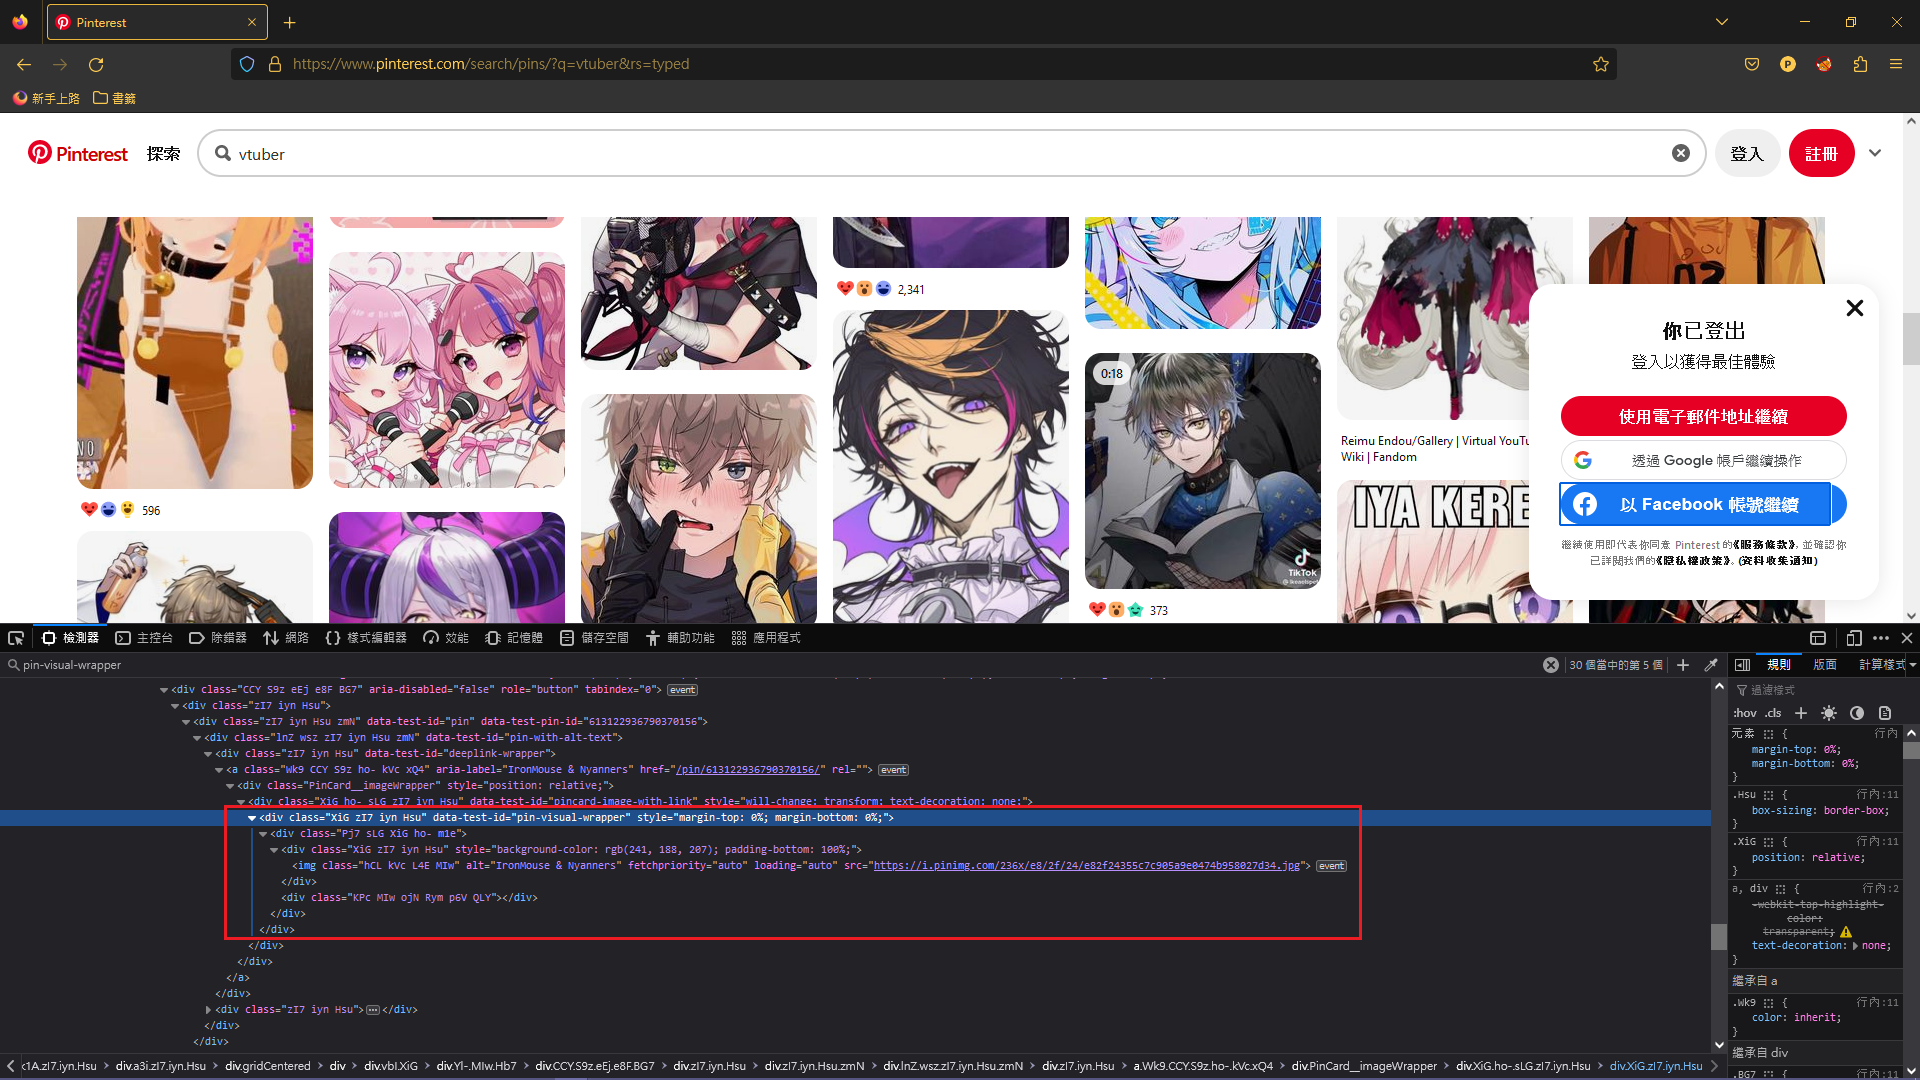 Pinterest
https://www.pinterest.com/search/pins/?q=vtuber&rs=typed
新手上路
書籤
Pinterest
探索
vtuber
登入
註冊
NO
596
2,341
0:18
TikTok
373
Reimu Endou/Gallery | Virtual YouTu
Wiki | Fandom
IYA KERE
你已登出
登入以獲得最佳體驗
使用電子郵件地址繼續
透過 Google 帳戶繼續操作
以 Facebook 帳號繼續
繼續使用即代表你同意 Pinterest 的《服務條款》, 並確認你
已詳閱我們的《隱私權政策》。(資料收集通知)
檢測器
主控台
除錯器
網路
樣式編輯器
效能
記憶體
儲存空間
輔助功能
應用程式
pin-visual-wrapper
30 個當中的第 5 個
<div class="CCY S9z eEj e8F BG7" aria-disabled="false" role="button" tabindex="0"> event
<div class="zI7 iyn Hsu">
<div class="zI7 iyn Hsu zmN" data-test-id="pin" data-test-pin-id="613122936790370156">
<div class="lnZ wsz zI7 iyn Hsu zmN" data-test-id="pin-with-alt-text">
<div class="zI7 iyn Hsu" data-test-id="deeplink-wrapper">
<a class="Wk9 CCY S9z ho- kVc xQ4" aria-label="IronMouse & Nyanners" href="/pin/613122936790370156/" rel=""> event
<div class="PinCard__imageWrapper" style="position: relative;">
<div class="XiG ho- sLG zI7 iyn Hsu" data-test-id="pincard-image-with-link" style="will-change: transform; text-decoration: none;">
<div class="XiG zI7 iyn Hsu" data-test-id="pin-visual-wrapper" style="margin-top: 0%; margin-bottom: 0%;">
<div class="Pj7 sLG XiG ho- m1e">
<div class="XiG zI7 iyn Hsu" style="background-color: rgb(241, 188, 207); padding-bottom: 100%;">
<img class="hCL kVc L4E MIw" alt="IronMouse & Nyanners" fetchpriority="auto" loading="auto" src="https://i.pinimg.com/236x/e8/2f/24/e82f24355c7c905a9e0474b958027d34.jpg"> event
</div>
<div class="KPc MIw ojN Rym p6V QLY"></div>
</div>
</div>
</div>
</div>
</a>
</div>
<div class="zI7 iyn Hsu"> </div>
</div>
</div>
規則
版面
計算樣式
過濾樣式
:hov .cls
元素 { 行內
margin-top: 0%;
margin-bottom: 0%;
}
.Hsu { 行內:11
box-sizing: border-box;
}
.XiG { 行內:11
position: relative;
}
a, div { 行內:2
-webkit-tap-highlight-
color:
transparent;
text-decoration: none;
}
繼承自 a
.Wk9 { 行內:11
color: inherit;
}
繼承自 div
.BG7 { 行內:11
k1A.zI7.iyn.Hsu
div.a3i.zI7.iyn.Hsu
div.gridCentered
div
div.vbI.XiG
div.Yl-.MIw.Hb7
div.CCY.S9z.eEj.e8F.BG7
div.zI7.iyn.Hsu
div.zI7.iyn.Hsu.zmN
div.lnZ.wsz.zI7.iyn.Hsu.zmN
div.zI7.iyn.Hsu
a.Wk9.CCY.S9z.ho-.kVc.xQ4
div.PinCard__imageWrapper
div.XiG.ho-.sLG.zI7.iyn.Hsu
div.XiG.zI7.iyn.Hsu